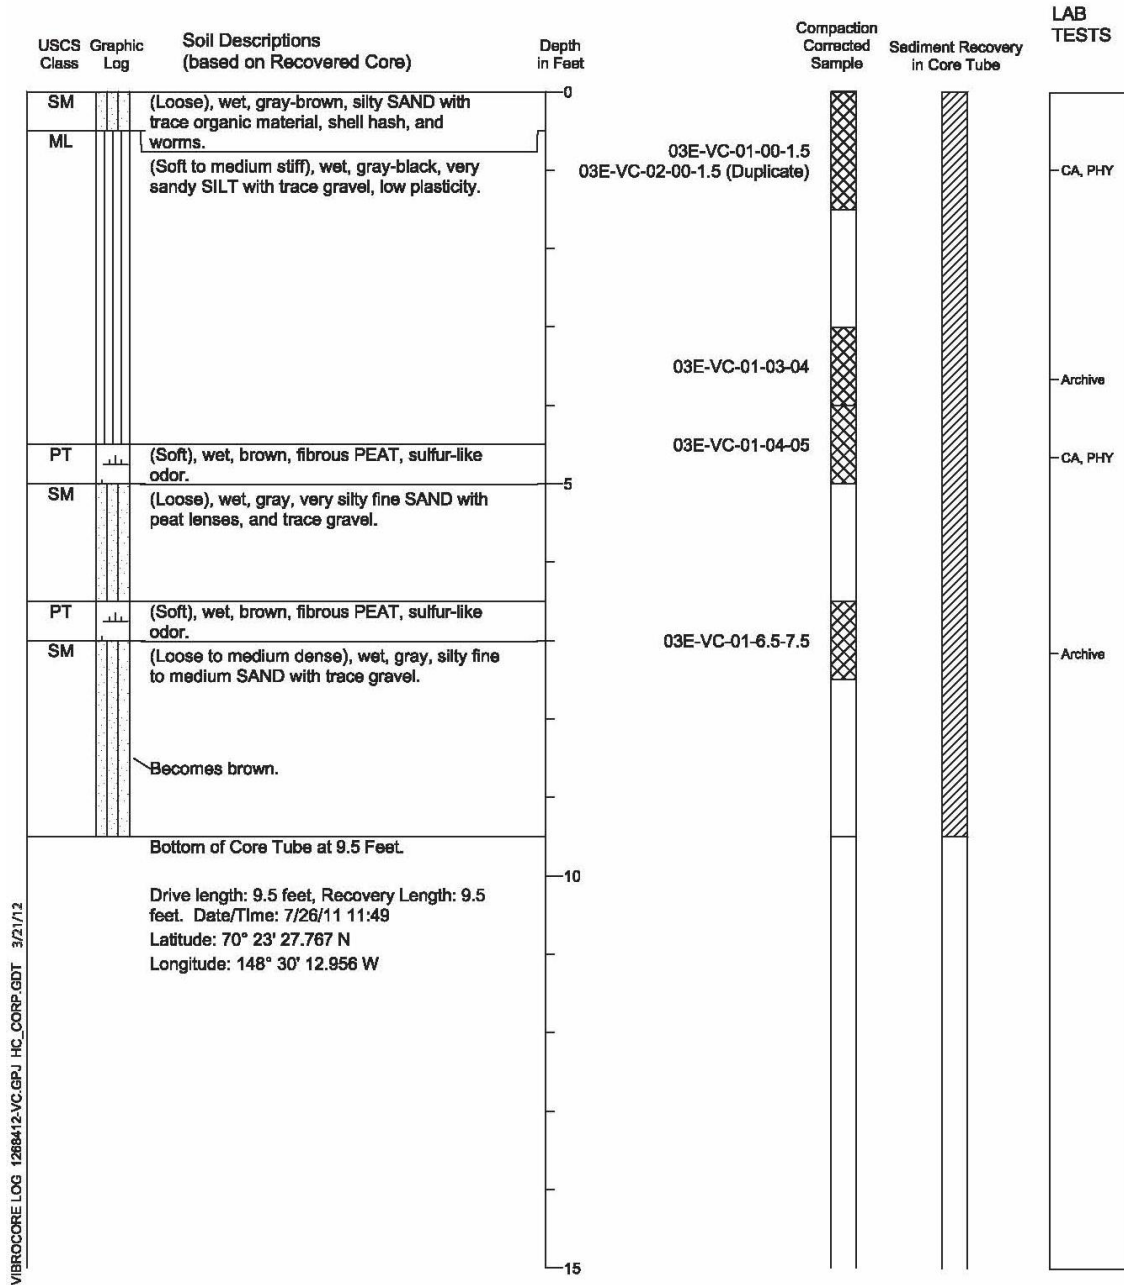 LAB
TESTS
USCS Class
Graphic Log
Soil Descriptions
(based on Recovered Core)
Depth
in Feet
Compaction
Corrected
Sample
Sediment Recovery
in Core Tube
SM
(Loose), wet, gray-brown, silty SAND with
trace organic material, shell hash, and
worms.
0
ML
(Soft to medium stiff), wet, gray-black, very
sandy SILT with trace gravel, low plasticity.
03E-VC-01-00-1.5
03E-VC-02-00-1.5 (Duplicate)
CA, PHY
03E-VC-01-03-04
Archive
03E-VC-01-04-05
CA, PHY
PT
(Soft), wet, brown, fibrous PEAT, sulfur-like
odor.
5
SM
(Loose), wet, gray, very silty fine SAND with
peat lenses, and trace gravel.
PT
(Soft), wet, brown, fibrous PEAT, sulfur-like
odor.
03E-VC-01-6.5-7.5
Archive
SM
(Loose to medium dense), wet, gray, silty fine
to medium SAND with trace gravel.
Becomes brown.
Bottom of Core Tube at 9.5 Feet.
10
Drive length: 9.5 feet, Recovery Length: 9.5
feet. Date/Time: 7/26/11 11:49
Latitude: 70° 23' 27.767 N
Longitude: 148° 30' 12.956 W
15
VIBROCORE LOG 1268412-VC.GPJ HC_CORP.GDT 3/21/12